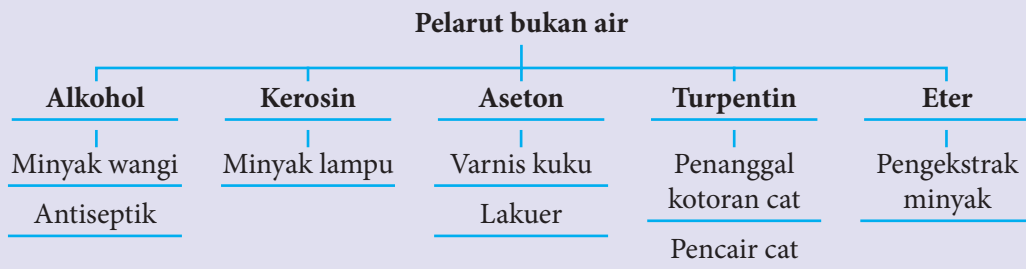 Pelarut bukan air
Alkohol
Kerosin
Aseton
Turpentin
Eter
Minyak wangi
Antiseptik
Minyak lampu
Varnis kuku
Lakuer
Penanggal
kotoran cat
Pencair cat
Pengekstrak
minyak